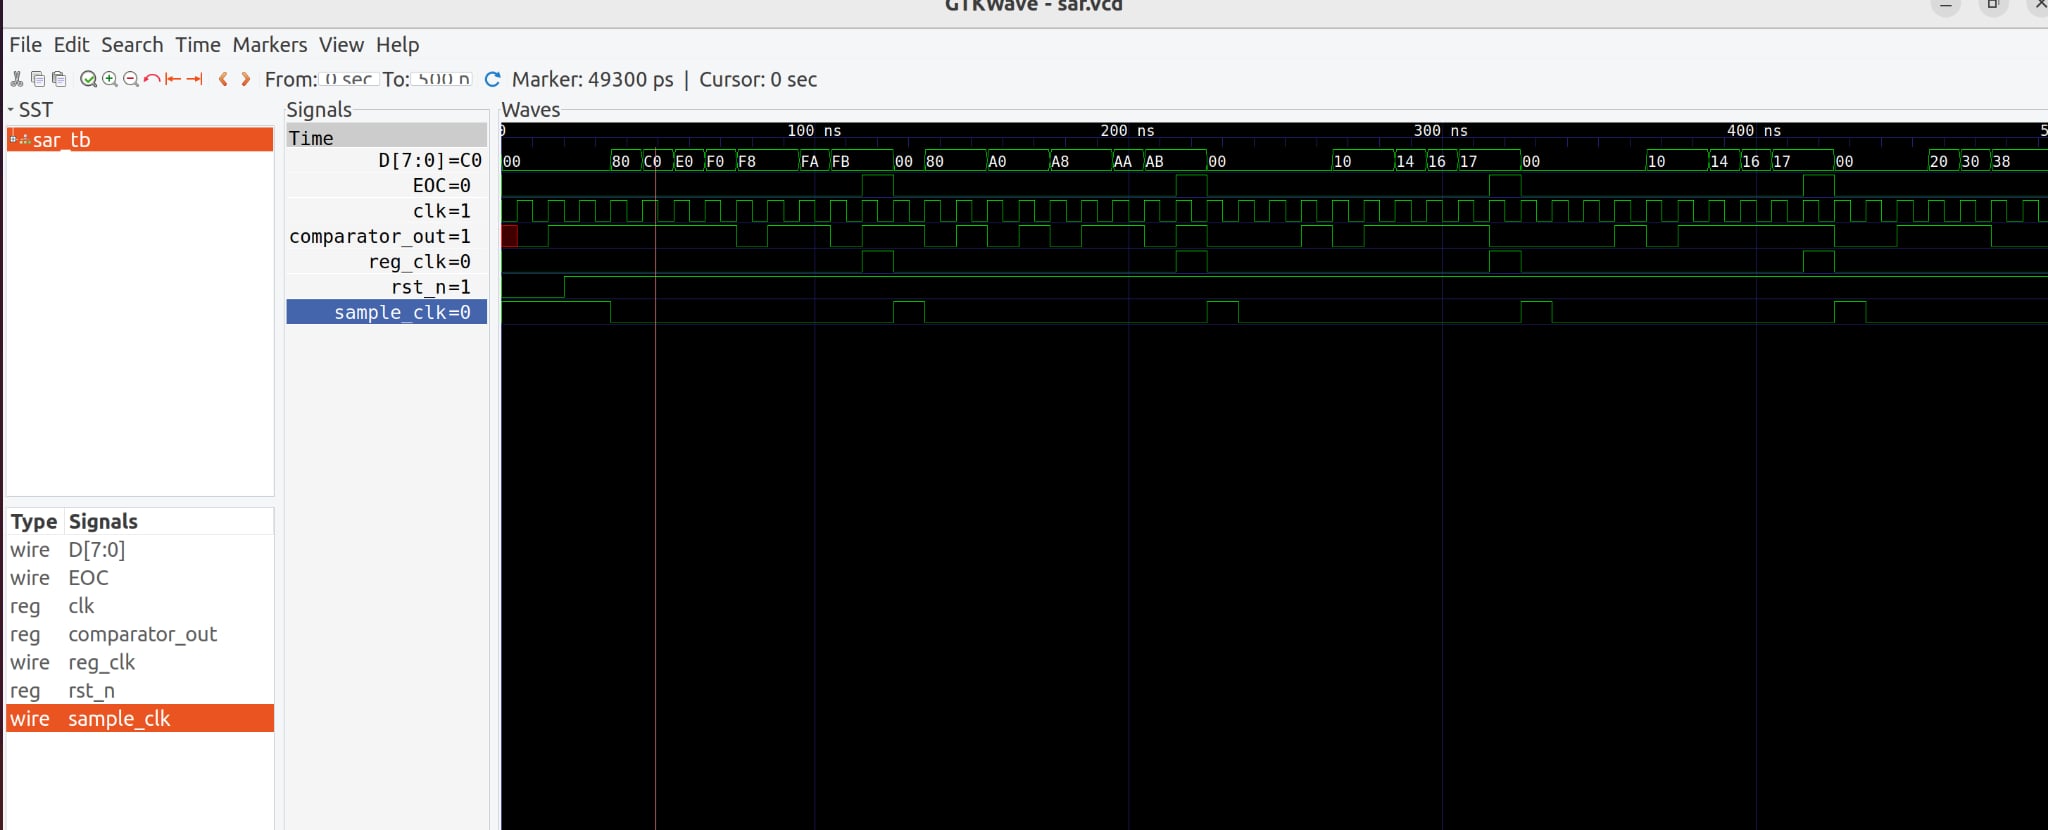 GTKWave - sar.vcd
File Edit Search Time Markers View Help
From: 0 sec To: 500 n Marker: 49300 ps | Cursor: 0 sec
SST
sar_tb
Type Signals
wire D[7:0]
wire EOC
reg clk
reg comparator_out
wire reg_clk
reg rst_n
wire sample_clk
Signals
Time
D[7:0]=C0
EOC=0
clk=1
comparator_out=1
reg_clk=0
rst_n=1
sample_clk=0
Waves
0 100 ns 200 ns 300 ns 400 ns 5
00 80 C0 E0 F0 F8 FA FB 00 80 A0 A8 AA AB 00 10 14 16 17 00 10 14 16 17 00 20 30 38